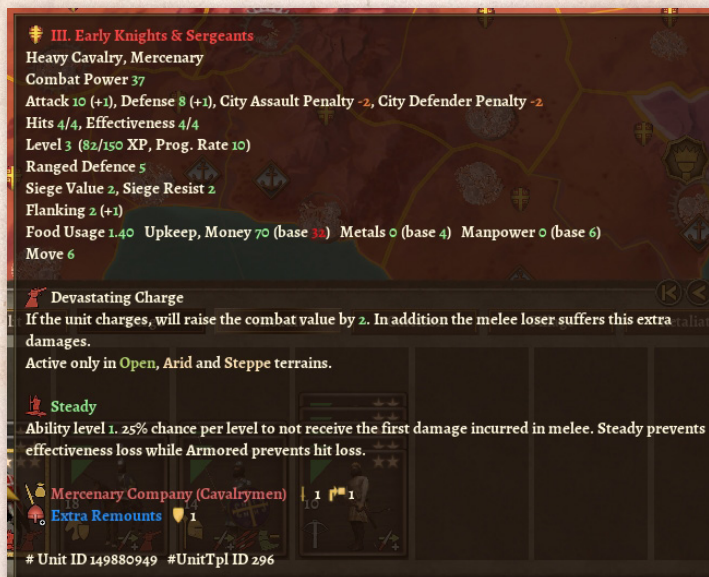 III. Early Knights & Sergeants
Heavy Cavalry, Mercenary
Combat Power 37
Attack 10 (+1), Defense 8 (+1), City Assault Penalty -2, City Defender Penalty -2
Hits 4/4, Effectiveness 4/4
Level 3 (82/150 XP, Prog. Rate 10)
Ranged Defence 5
Siege Value 2, Siege Resist 2
Flanking 2 (+1)
Food Usage 1.40 Upkeep, Money 70 (base 32) Metals 0 (base 4) Manpower 0 (base 6)
Move 6
Devastating Charge
If the unit charges, will raise the combat value by 2. In addition the melee loser suffers this extra
damages.
Active only in Open, Arid and Steppe terrains.
Steady
Ability level 1. 25% chance per level to not receive the first damage incurred in melee. Steady prevents
effectiveness loss while Armored prevents hit loss.
Mercenary Company (Cavalrymen) 1 1
Extra Remounts 1
18 14 10
# Unit ID 149880949 #UnitTpl ID 296